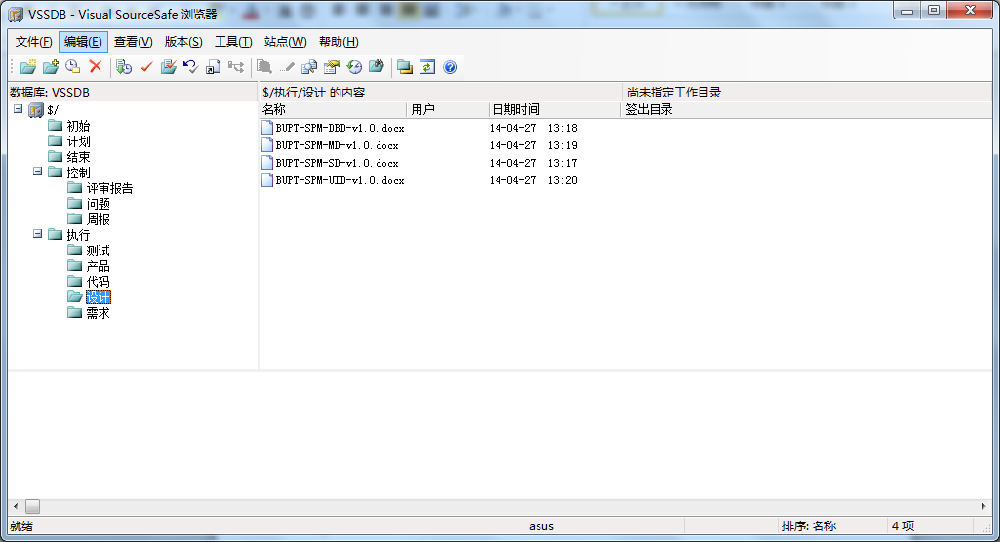 VSSDB - Visual SourceSafe 浏览器
文件(F) 编辑(E) 查看(V) 版本(S) 工具(T) 站点(W) 帮助(H)
数据库: VSSDB
$/
初始
计划
结束
控制
评审报告
问题
周报
执行
测试
产品
代码
设计
需求
$/执行/设计 的内容 尚未指定工作目录
名称 用户 日期时间 签出目录
BUPT-SPM-DBD-v1.0.docx 14-04-27 13:18
BUPT-SPM-MD-v1.0.docx 14-04-27 13:19
BUPT-SPM-SD-v1.0.docx 14-04-27 13:17
BUPT-SPM-UID-v1.0.docx 14-04-27 13:20
就绪 asus 排序: 名称 4 项